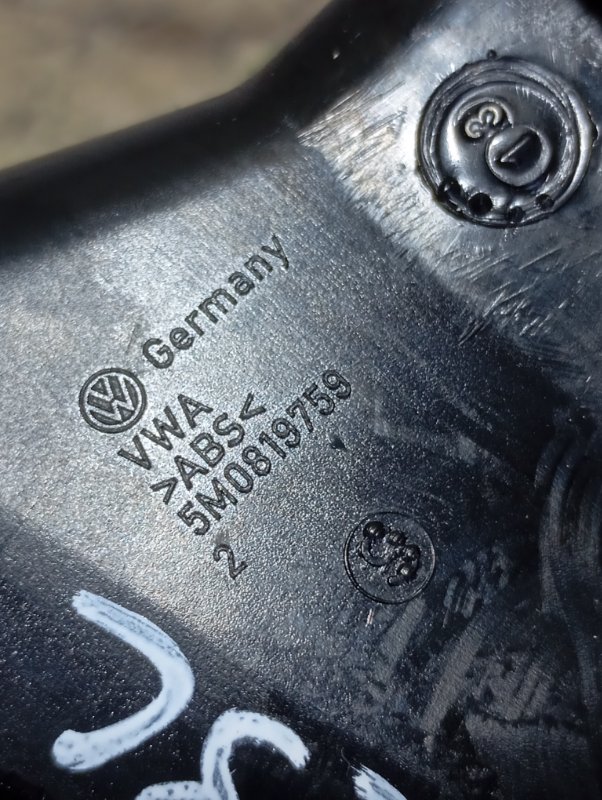 Germany
VWA
>ABS<
5M0819759
2